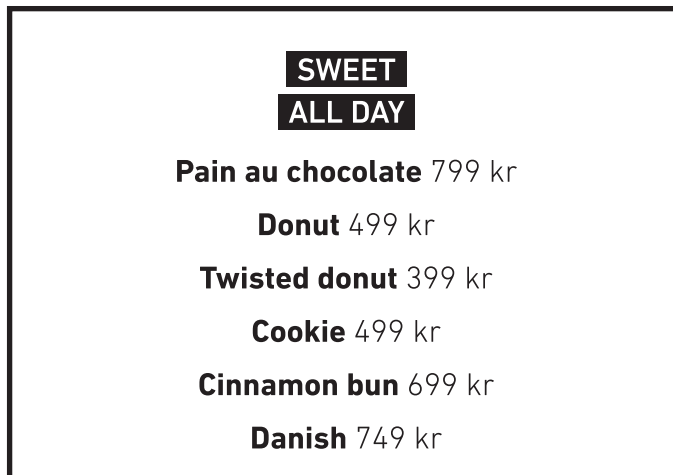 SWEET
ALL DAY
Pain au chocolate 799 kr
Donut 499 kr
Twisted donut 399 kr
Cookie 499 kr
Cinnamon bun 699 kr
Danish 749 kr